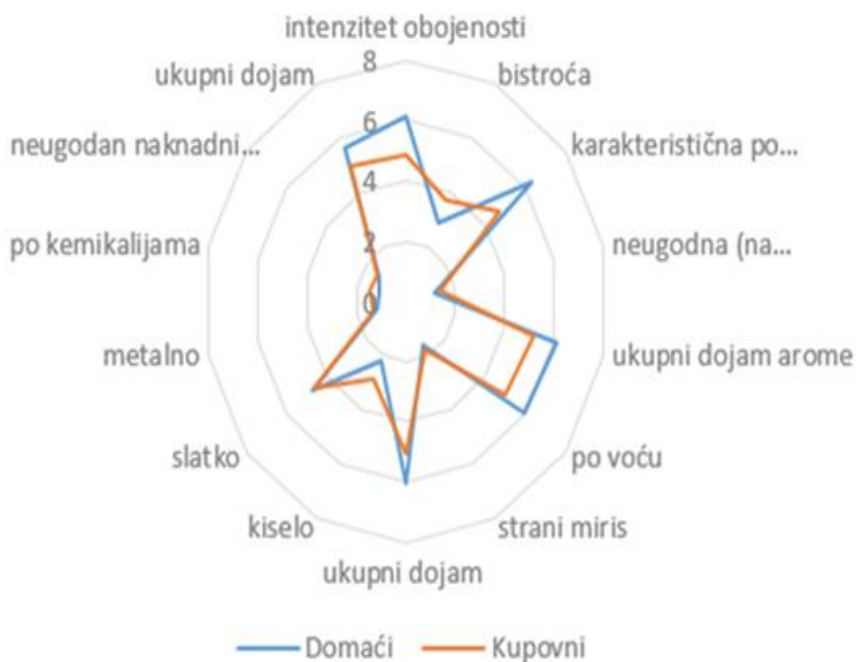 intenzitet obojenosti
bistroća
karakteristična po...
neugodna (na...
ukupni dojam arome
po voću
strani miris
ukupni dojam
kiselo
slatko
metalno
po kemikalijama
neugodan naknadni...
ukupni dojam
8
6
4
2
0
Domaći
Kupovni